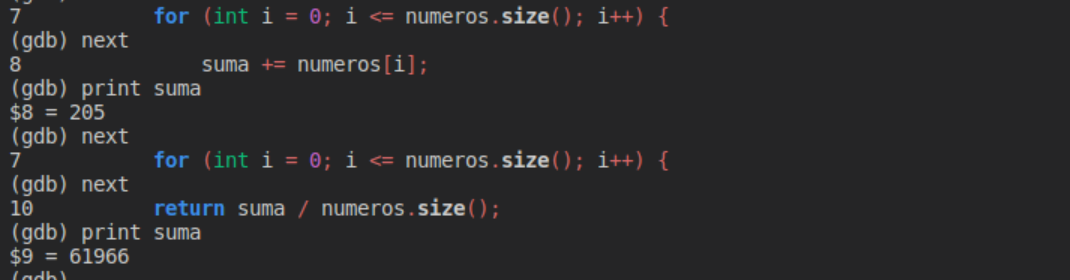 7           for (int i = 0; i <= numeros.size(); i++) {
(gdb) next
8               suma += numeros[i];
(gdb) print suma
$8 = 205
(gdb) next
7           for (int i = 0; i <= numeros.size(); i++) {
(gdb) next
10          return suma / numeros.size();
(gdb) print suma
$9 = 61966
(gdb)